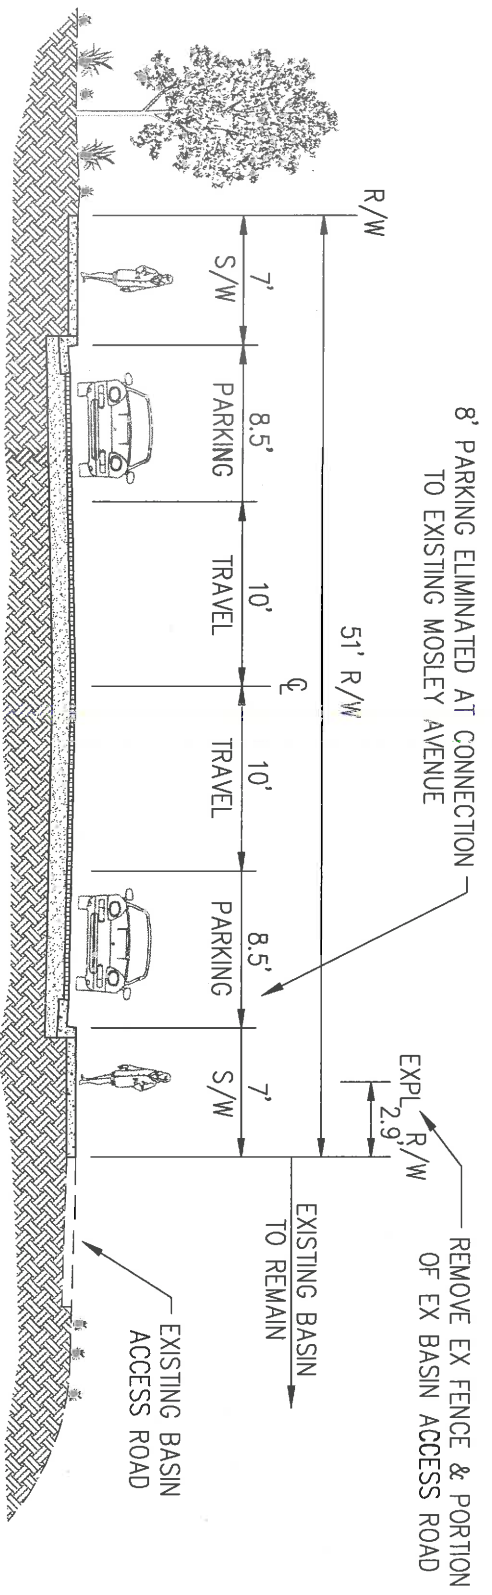 8' PARKING ELIMINATED AT CONNECTION
TO EXISTING MOSLEY AVENUE
REMOVE EX FENCE & PORTION
OF EX BASIN ACCESS ROAD
R/W
51' R/W
EXPL R/W
2.9'
℄
7'
S/W
8.5'
PARKING
10'
TRAVEL
10'
TRAVEL
8.5'
PARKING
7'
S/W
EXISTING BASIN
TO REMAIN
EXISTING BASIN
ACCESS ROAD